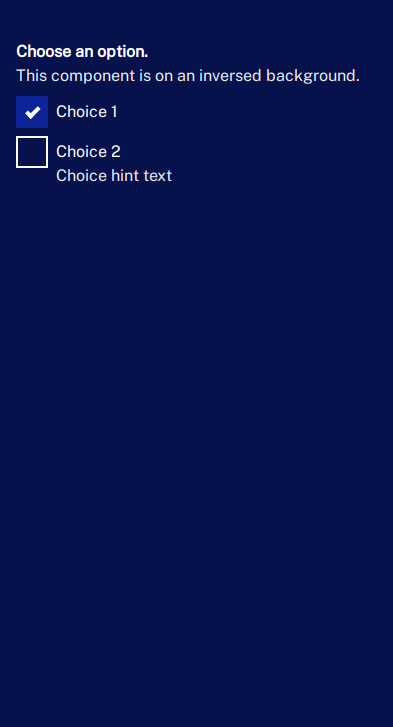 Choose an option.
This component is on an inversed background.
Choice 1
Choice 2
Choice hint text